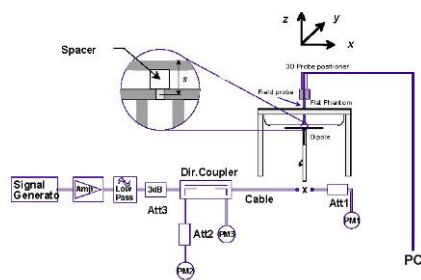 z
y
x
3D Probe positioner
Field probe
Flat Phantom
Dipole
Spacer
s
Signal
Generato
Amp
Low
Pass
3dB
Att3
Dir.Coupler
Cable
x
Att1
PM1
Att2
PM3
PM2
PC